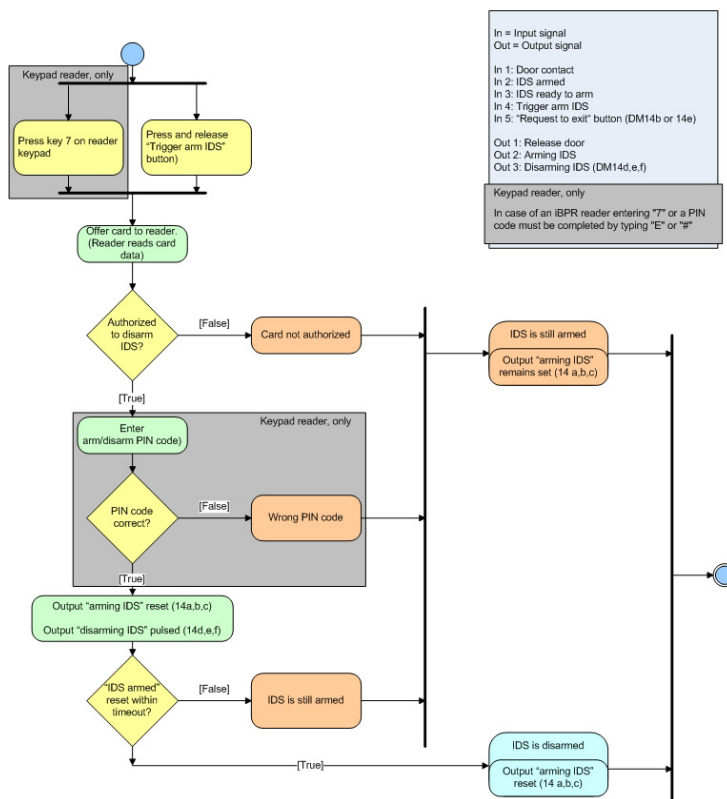 Keypad reader, only
Press key 7 on reader
keypad
Press and release
“Trigger arm IDS”
button)
In = Input signal
Out = Output signal
In 1: Door contact
In 2: IDS armed
In 3: IDS ready to arm
In 4: Trigger arm IDS
In 5: “Request to exit” button (DM14b or 14e)
Out 1: Release door
Out 2: Arming IDS
Out 3: Disarming IDS (DM14d,e,f)
Keypad reader, only
In case of an iBPR reader entering "7" or a PIN
code must be completed by typing "E" or "#"
Offer card to reader.
(Reader reads card
data)
Authorized
to disarm
IDS?
[False]
Card not authorized
IDS is still armed
Output “arming IDS”
remains set (14 a,b,c)
[True]
Keypad reader, only
Enter
arm/disarm PIN code)
PIN code
correct?
[False]
Wrong PIN code
[True]
Output “arming IDS” reset (14a,b,c)
Output “disarming IDS” pulsed (14d,e,f)
“IDS armed”
reset within
timeout?
[False]
IDS is still armed
[True]
IDS is disarmed
Output “arming IDS”
reset (14 a,b,c)